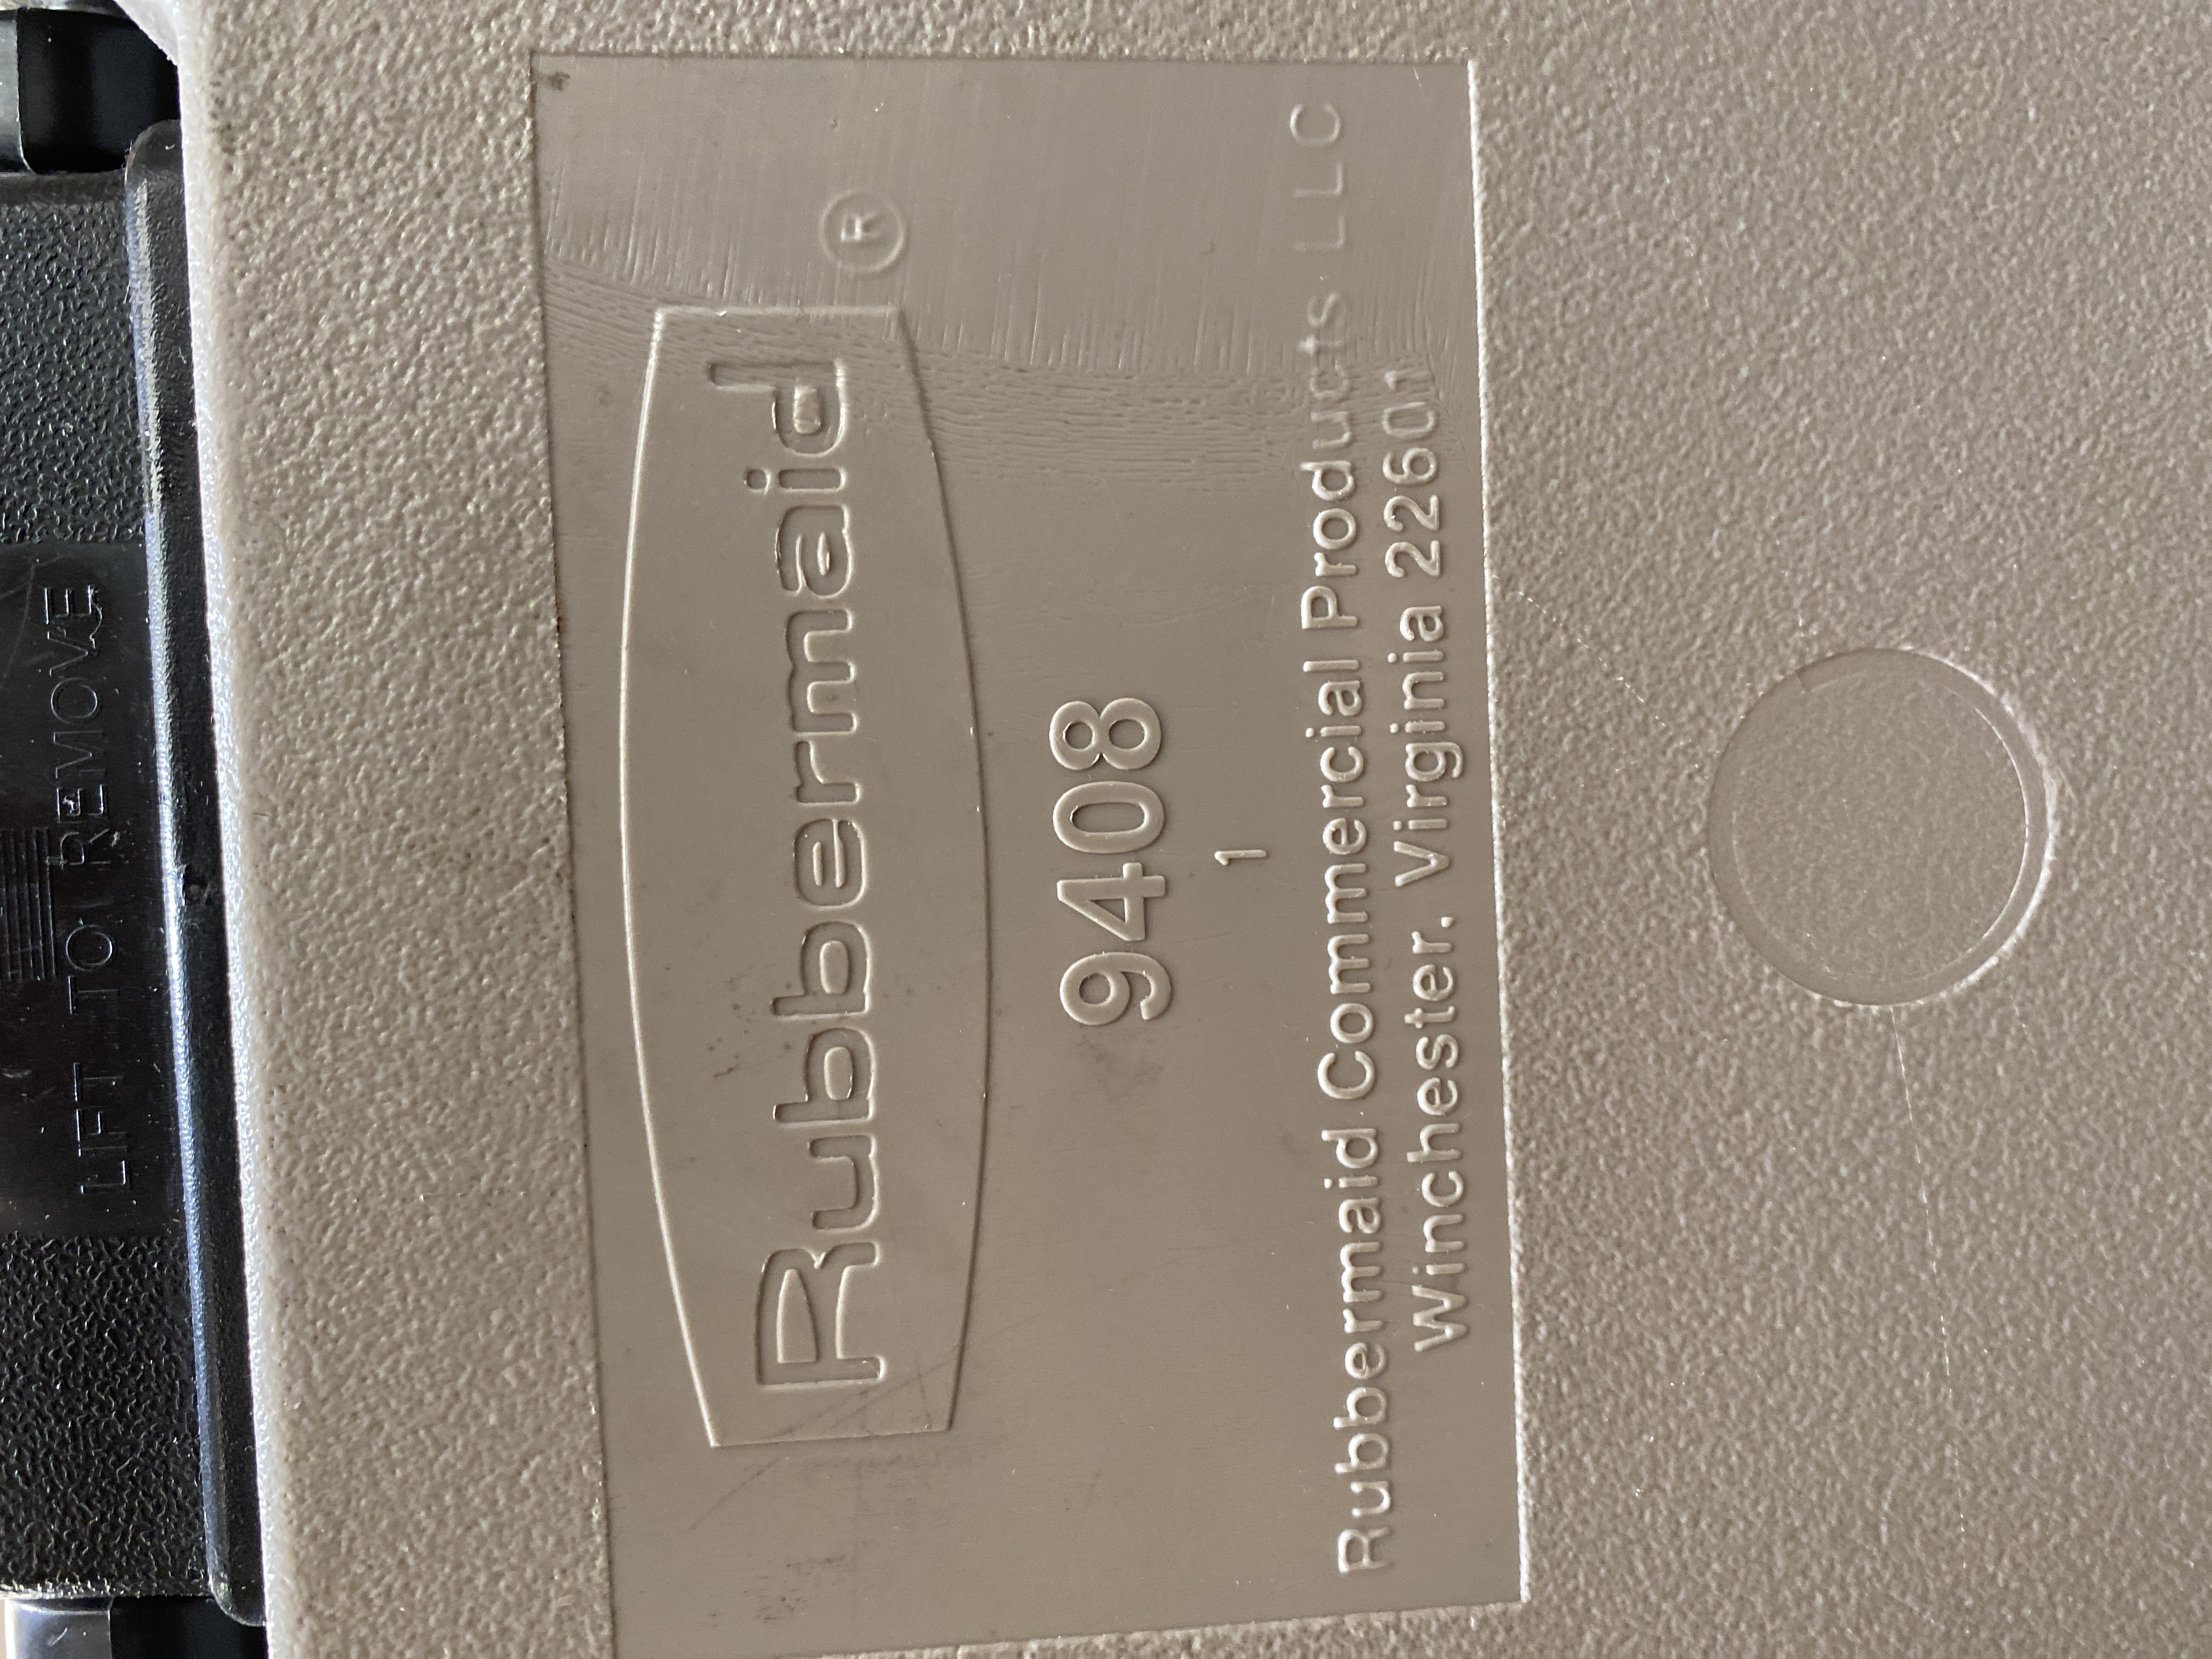 LIFT TO REMOVE
Rubbermaid®
9408
1
Rubbermaid Commercial Products LLC
Winchester. Virginia 22601